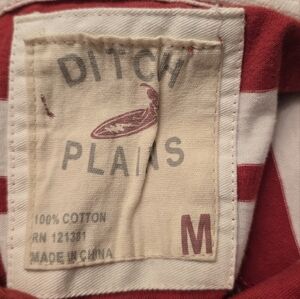 DITCH
PLAINS
100% COTTON
RN 121381
MADE IN CHINA
M